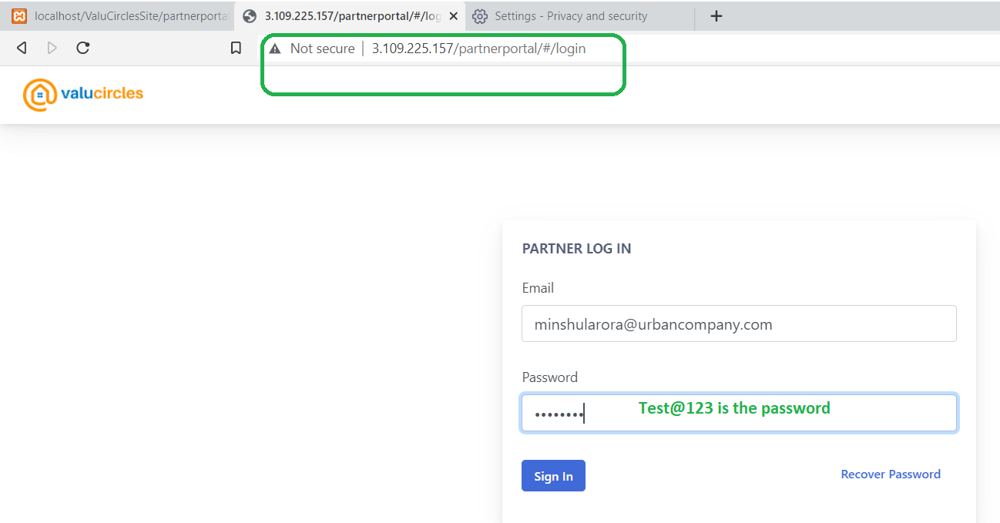 localhost/ValuCirclesSite/partnerportal
3.109.225.157/partnerportal/#/log
Settings - Privacy and security
Not secure | 3.109.225.157/partnerportal/#/login
valucircles
PARTNER LOG IN
Email
minshularora@urbancompany.com
Password
•••••••• Test@123 is the password
Sign In
Recover Password